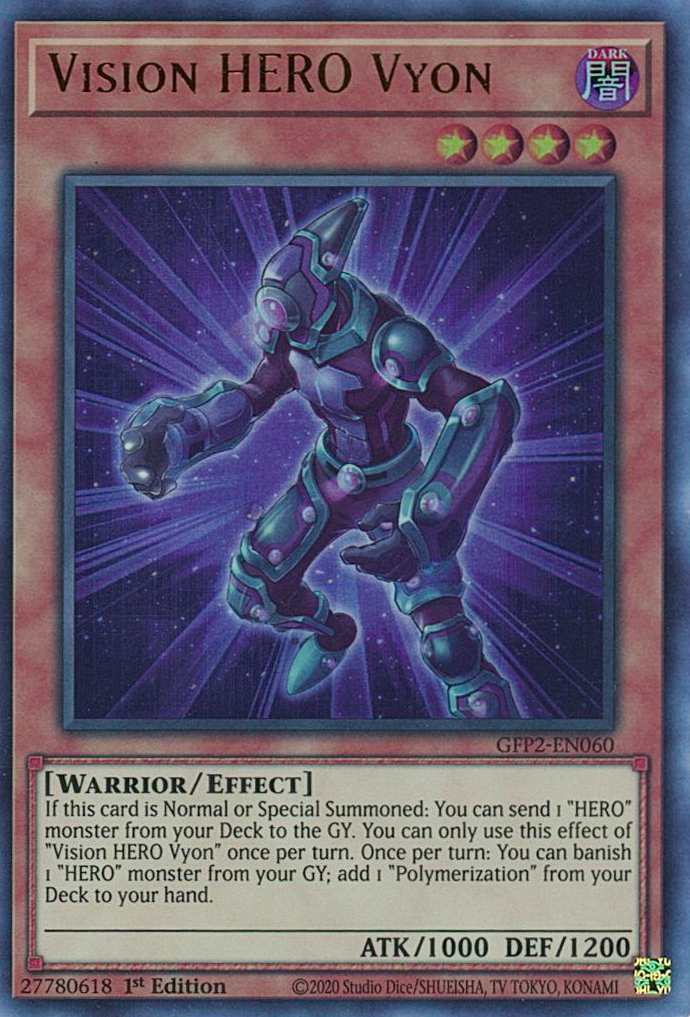 Vision HERO Vyon
DARK
闇
GFP2-EN060
[Warrior/Effect]
If this card is Normal or Special Summoned: You can send 1 "HERO"
monster from your Deck to the GY. You can only use this effect of
"Vision HERO Vyon" once per turn. Once per turn: You can banish
1 "HERO" monster from your GY; add 1 "Polymerization" from your
Deck to your hand.
ATK/1000 DEF/1200
27780618 1st Edition ©2020 Studio Dice/SHUEISHA, TV TOKYO, KONAMI